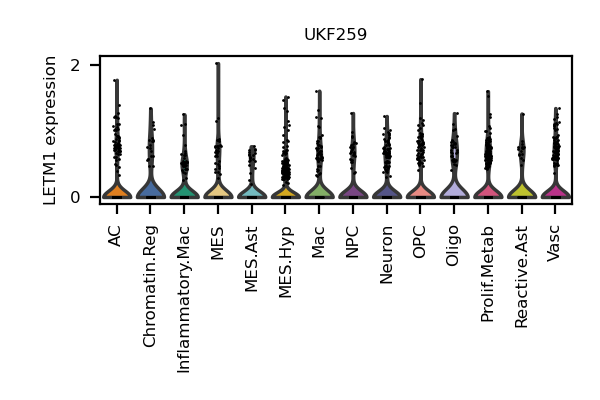 UKF259
LETM1 expression
2
0
AC
Chromatin.Reg
Inflammatory.Mac
MES
MES.Ast
MES.Hyp
Mac
NPC
Neuron
OPC
Oligo
Prolif.Metab
Reactive.Ast
Vasc